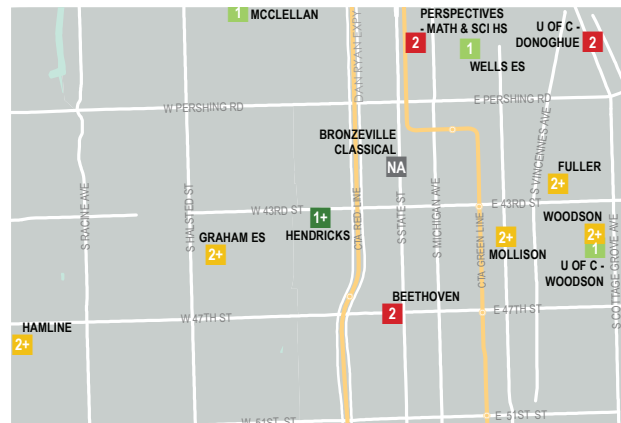 1
MCCLELLAN
DAN RYAN EXPY
PERSPECTIVES
- MATH & SCI HS
2
1
WELLS ES
U OF C -
DONOGHUE
2
W PERSHING RD
E PERSHING RD
BRONZEVILLE
CLASSICAL
NA
S VINCENNES AVE
FULLER
2+
S RACINE AVE
S HALSTED ST
W 43RD ST
1+
HENDRICKS
CTA RED LINE
S STATE ST
S MICHIGAN AVE
E 43RD ST
CTA GREEN LINE
GRAHAM ES
2+
2+
MOLLISON
WOODSON
2+
1
U OF C -
WOODSON
S COTTAGE GROVE AVE
BEETHOVEN
2
W 47TH ST
E 47TH ST
HAMLINE
2+
W 51ST ST
E 51ST ST